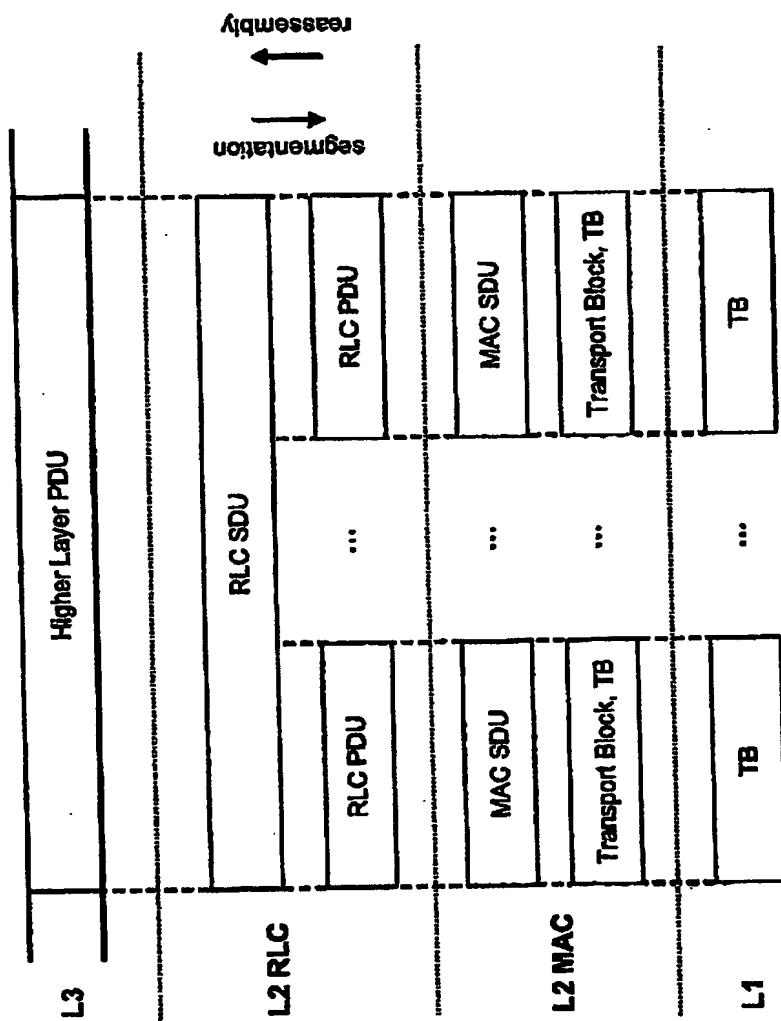 L3
Higher Layer PDU
L2 RLC
RLC SDU
segmentation
reassembly
RLC PDU
...
RLC PDU
L2 MAC
MAC SDU
...
MAC SDU
Transport Block, TB
...
Transport Block, TB
L1
TB
...
TB